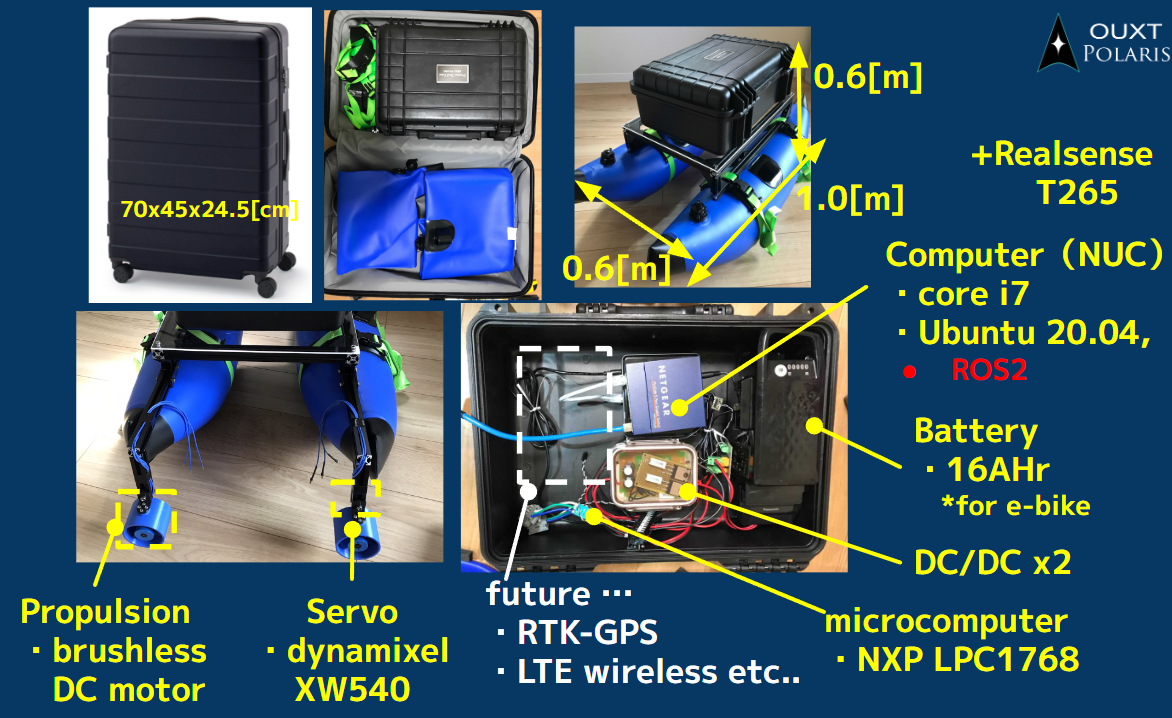 OUXT
POLARIS
70x45x24.5[cm]
0.6[m]
1.0[m]
0.6[m]
+Realsense
T265
Computer（NUC）
・core i7
・Ubuntu 20.04,
● ROS2
NETGEAR
Battery
・16AHr
*for e-bike
DC/DC x2
microcomputer
・NXP LPC1768
Propulsion
・brushless
DC motor
Servo
・dynamixel
XW540
future …
・RTK-GPS
・LTE wireless etc..